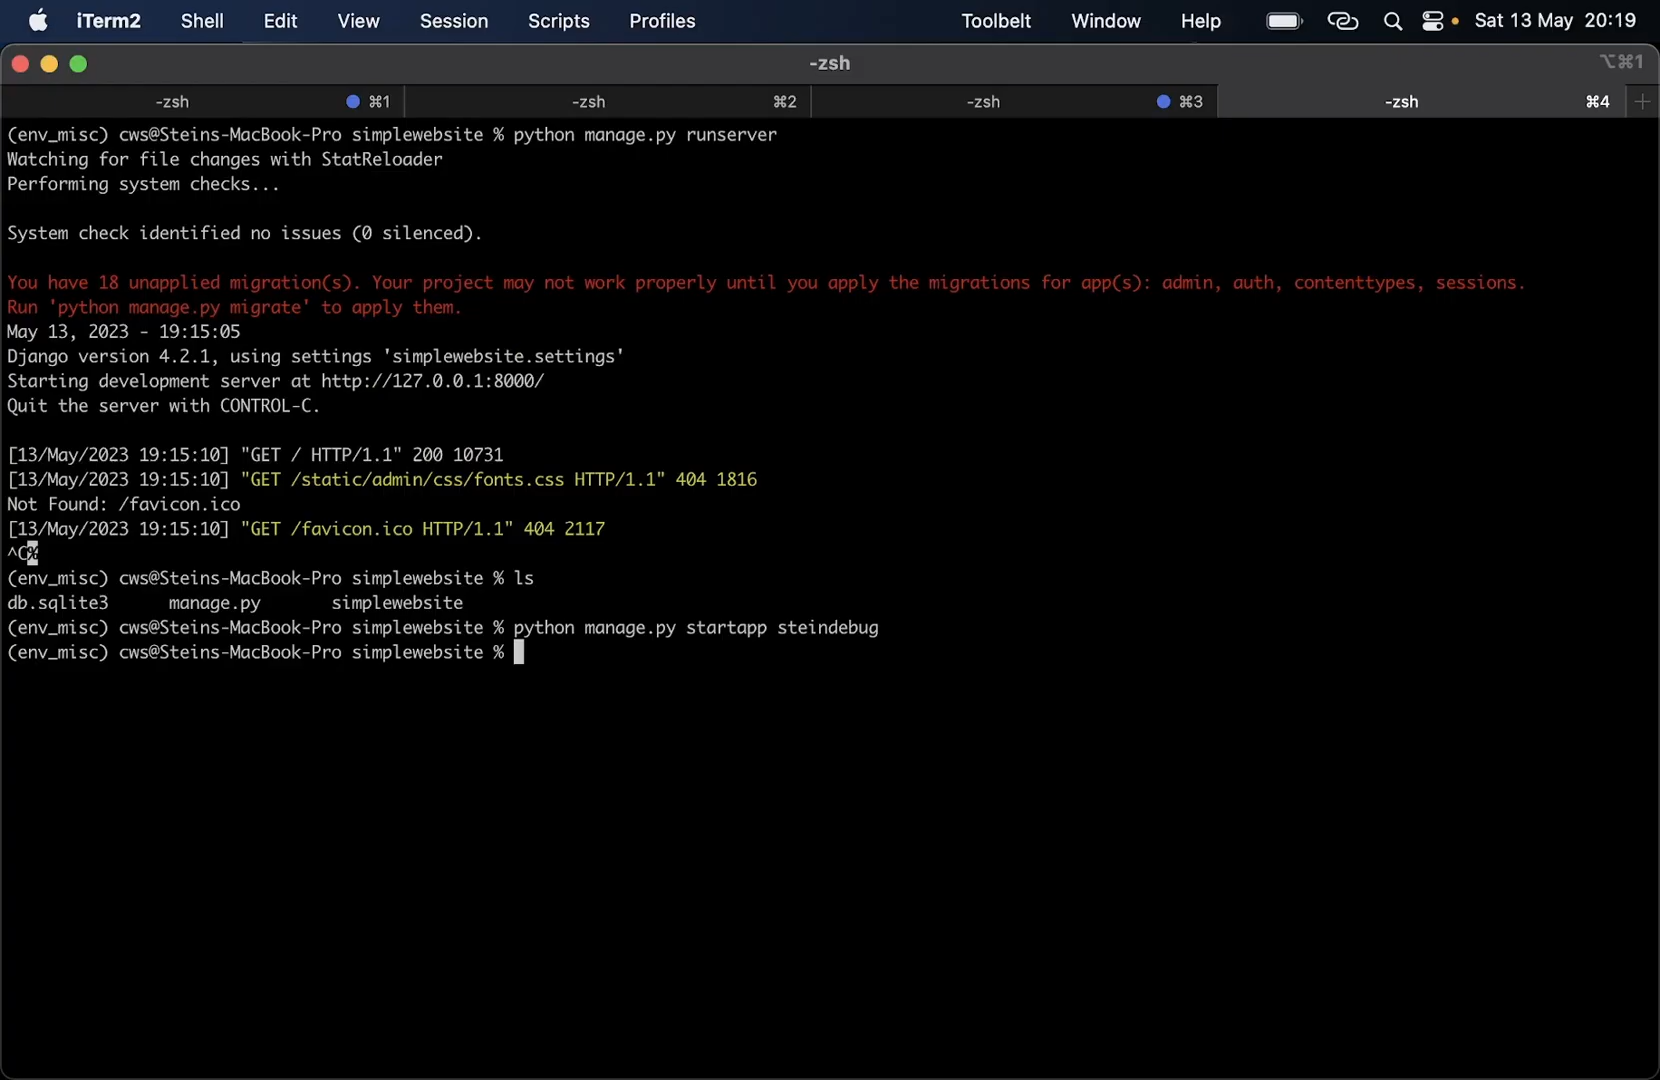 iTerm2 Shell Edit View Session Scripts Profiles Toolbelt Window Help Sat 13 May 20:19
-zsh ⌥⌘1
-zsh ⌘1 -zsh ⌘2 -zsh ⌘3 -zsh ⌘4 +
(env_misc) cws@Steins-MacBook-Pro simplewebsite % python manage.py runserver
Watching for file changes with StatReloader
Performing system checks...
System check identified no issues (0 silenced).
You have 18 unapplied migration(s). Your project may not work properly until you apply the migrations for app(s): admin, auth, contenttypes, sessions.
Run 'python manage.py migrate' to apply them.
May 13, 2023 - 19:15:05
Django version 4.2.1, using settings 'simplewebsite.settings'
Starting development server at http://127.0.0.1:8000/
Quit the server with CONTROL-C.
[13/May/2023 19:15:10] "GET / HTTP/1.1" 200 10731
[13/May/2023 19:15:10] "GET /static/admin/css/fonts.css HTTP/1.1" 404 1816
Not Found: /favicon.ico
[13/May/2023 19:15:10] "GET /favicon.ico HTTP/1.1" 404 2117
^C%
(env_misc) cws@Steins-MacBook-Pro simplewebsite % ls
db.sqlite3 manage.py simplewebsite
(env_misc) cws@Steins-MacBook-Pro simplewebsite % python manage.py startapp steindebug
(env_misc) cws@Steins-MacBook-Pro simplewebsite %